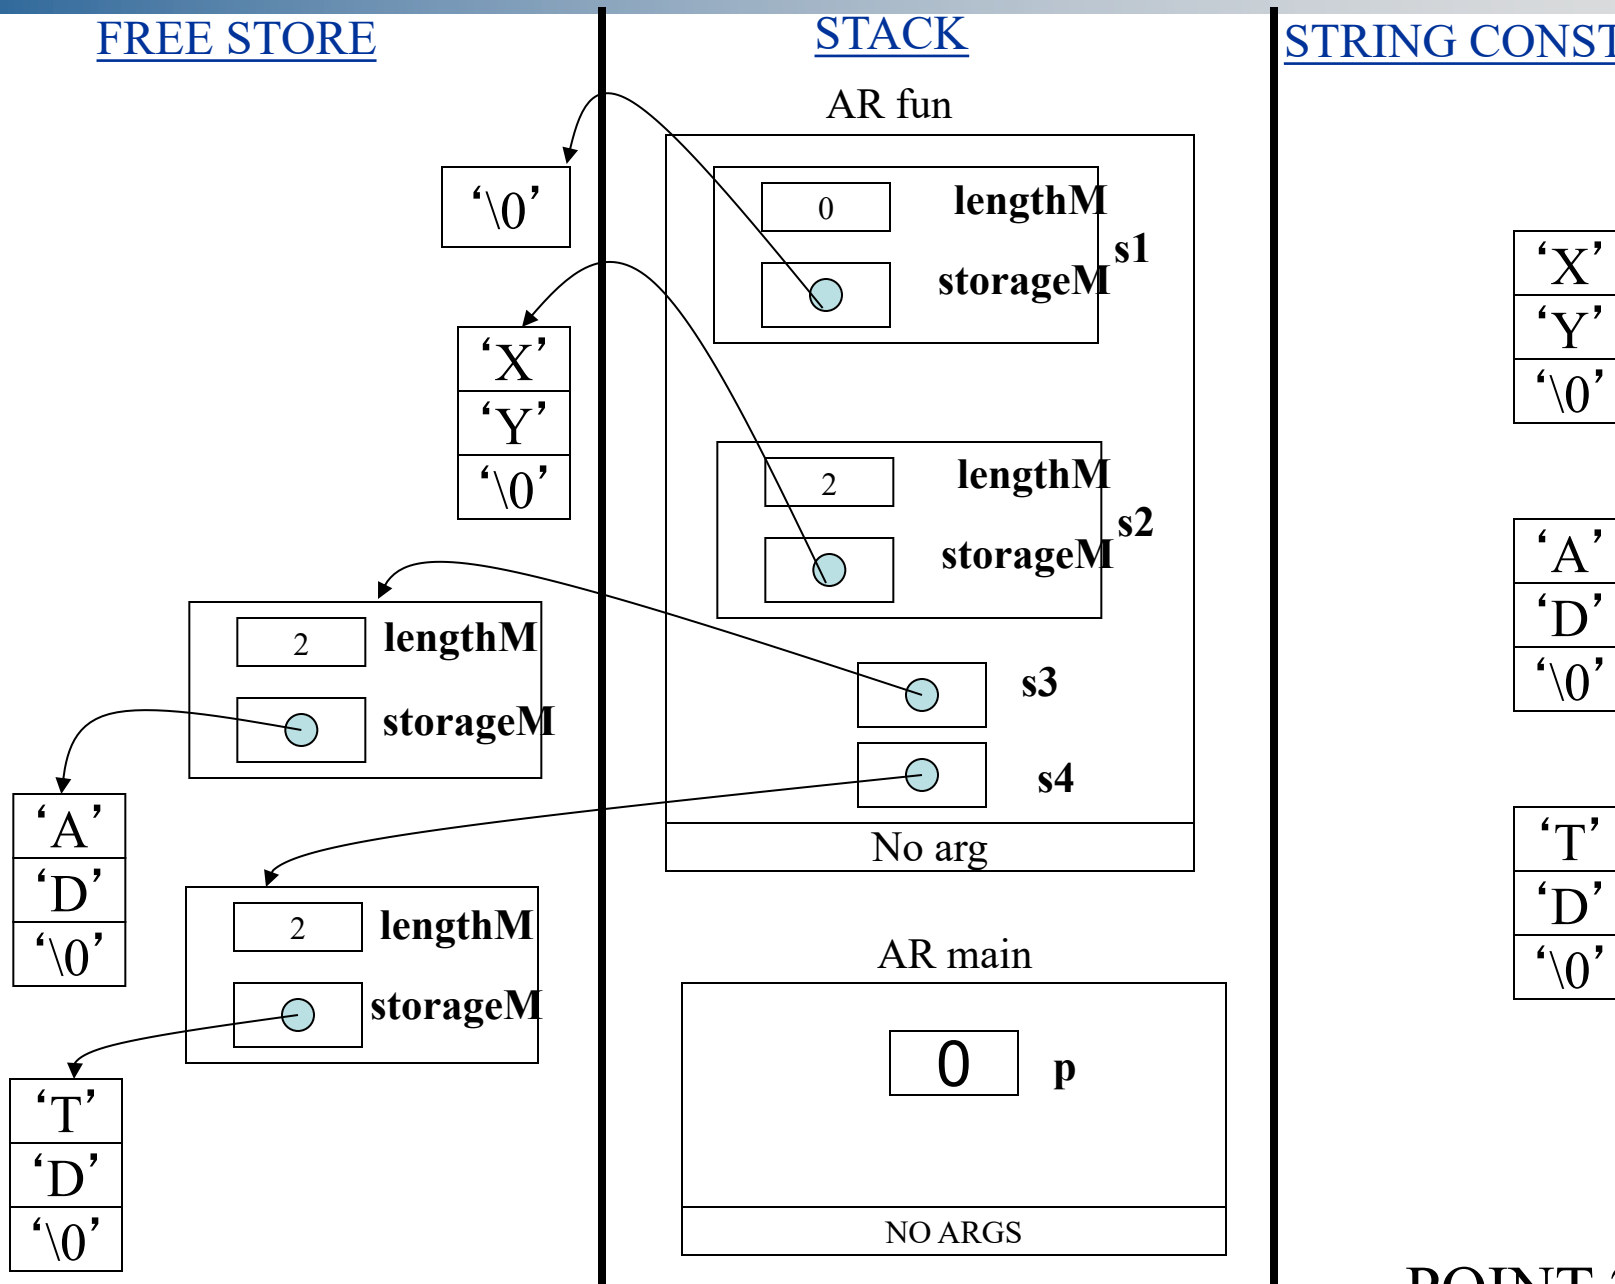 FREE STORE
STACK
STRING CONST
AR fun
‘\0’
0
lengthM
s1
storageM
‘X’
‘Y’
‘\0’
2
lengthM
s2
storageM
2
lengthM
storageM
s3
s4
‘A’
‘D’
‘\0’
No arg
2
lengthM
storageM
‘T’
‘D’
‘\0’
AR main
0
p
NO ARGS
‘X’
‘Y’
‘\0’
‘A’
‘D’
‘\0’
‘T’
‘D’
‘\0’
POINT